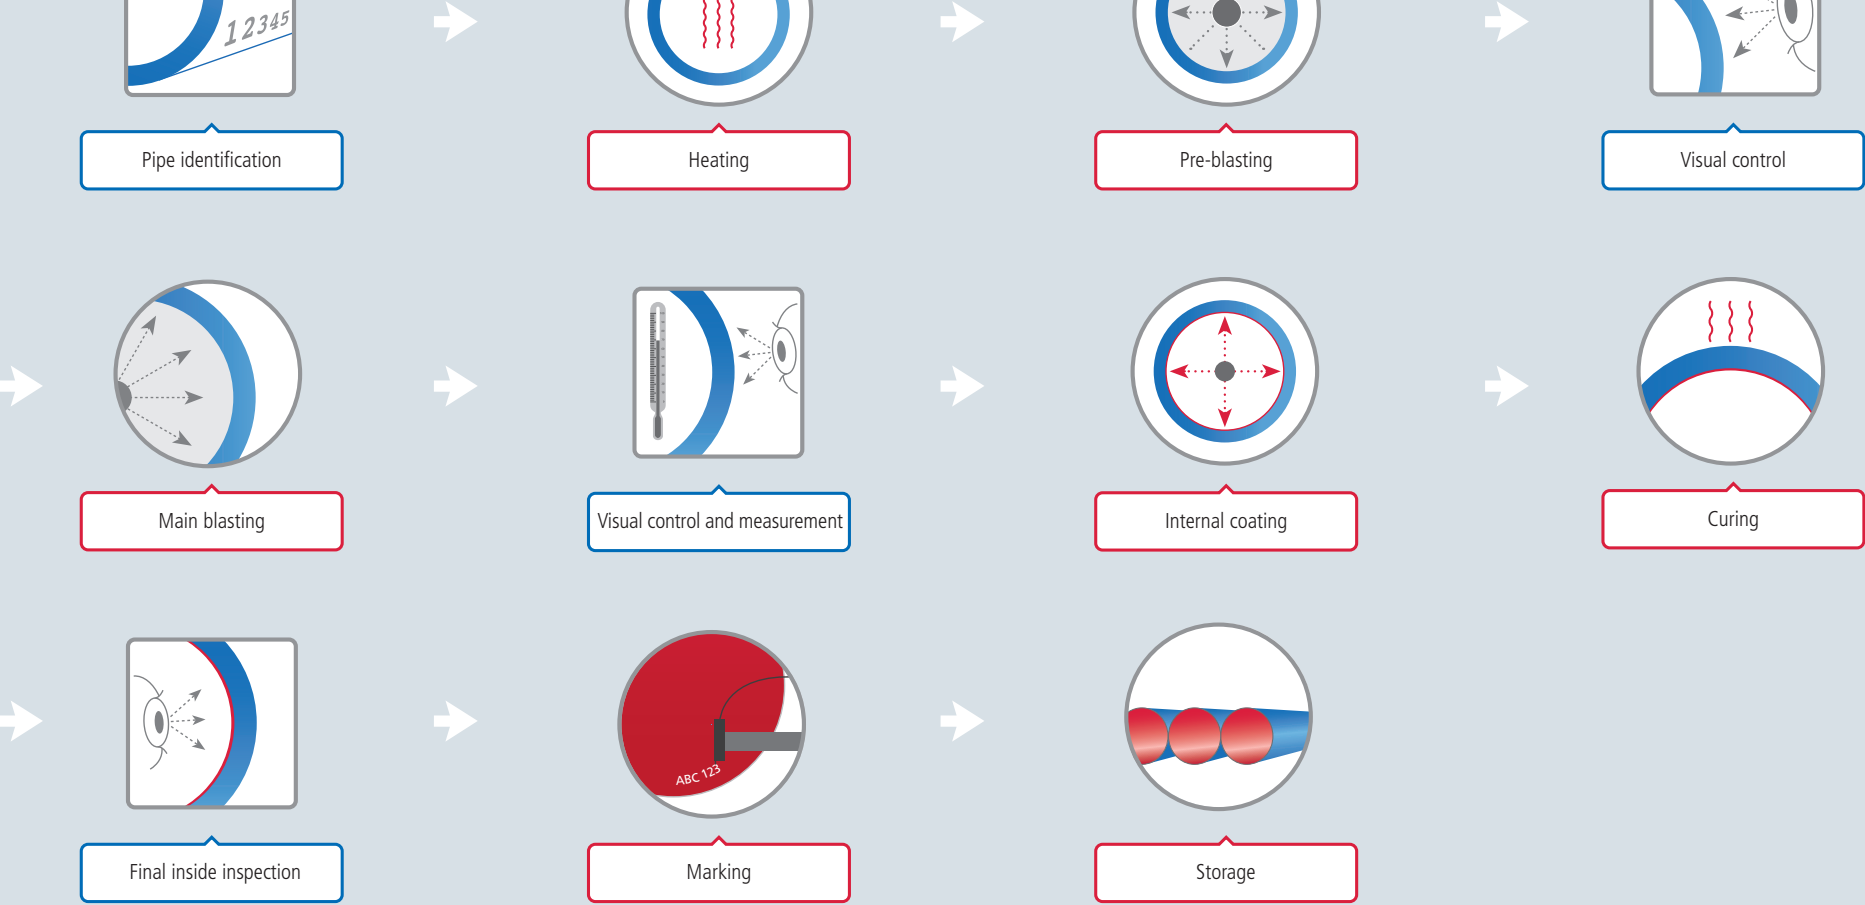 12345
Pipe identification
Heating
Pre-blasting
Visual control
Main blasting
Visual control and measurement
Internal coating
Curing
ABC 123
Final inside inspection
Marking
Storage